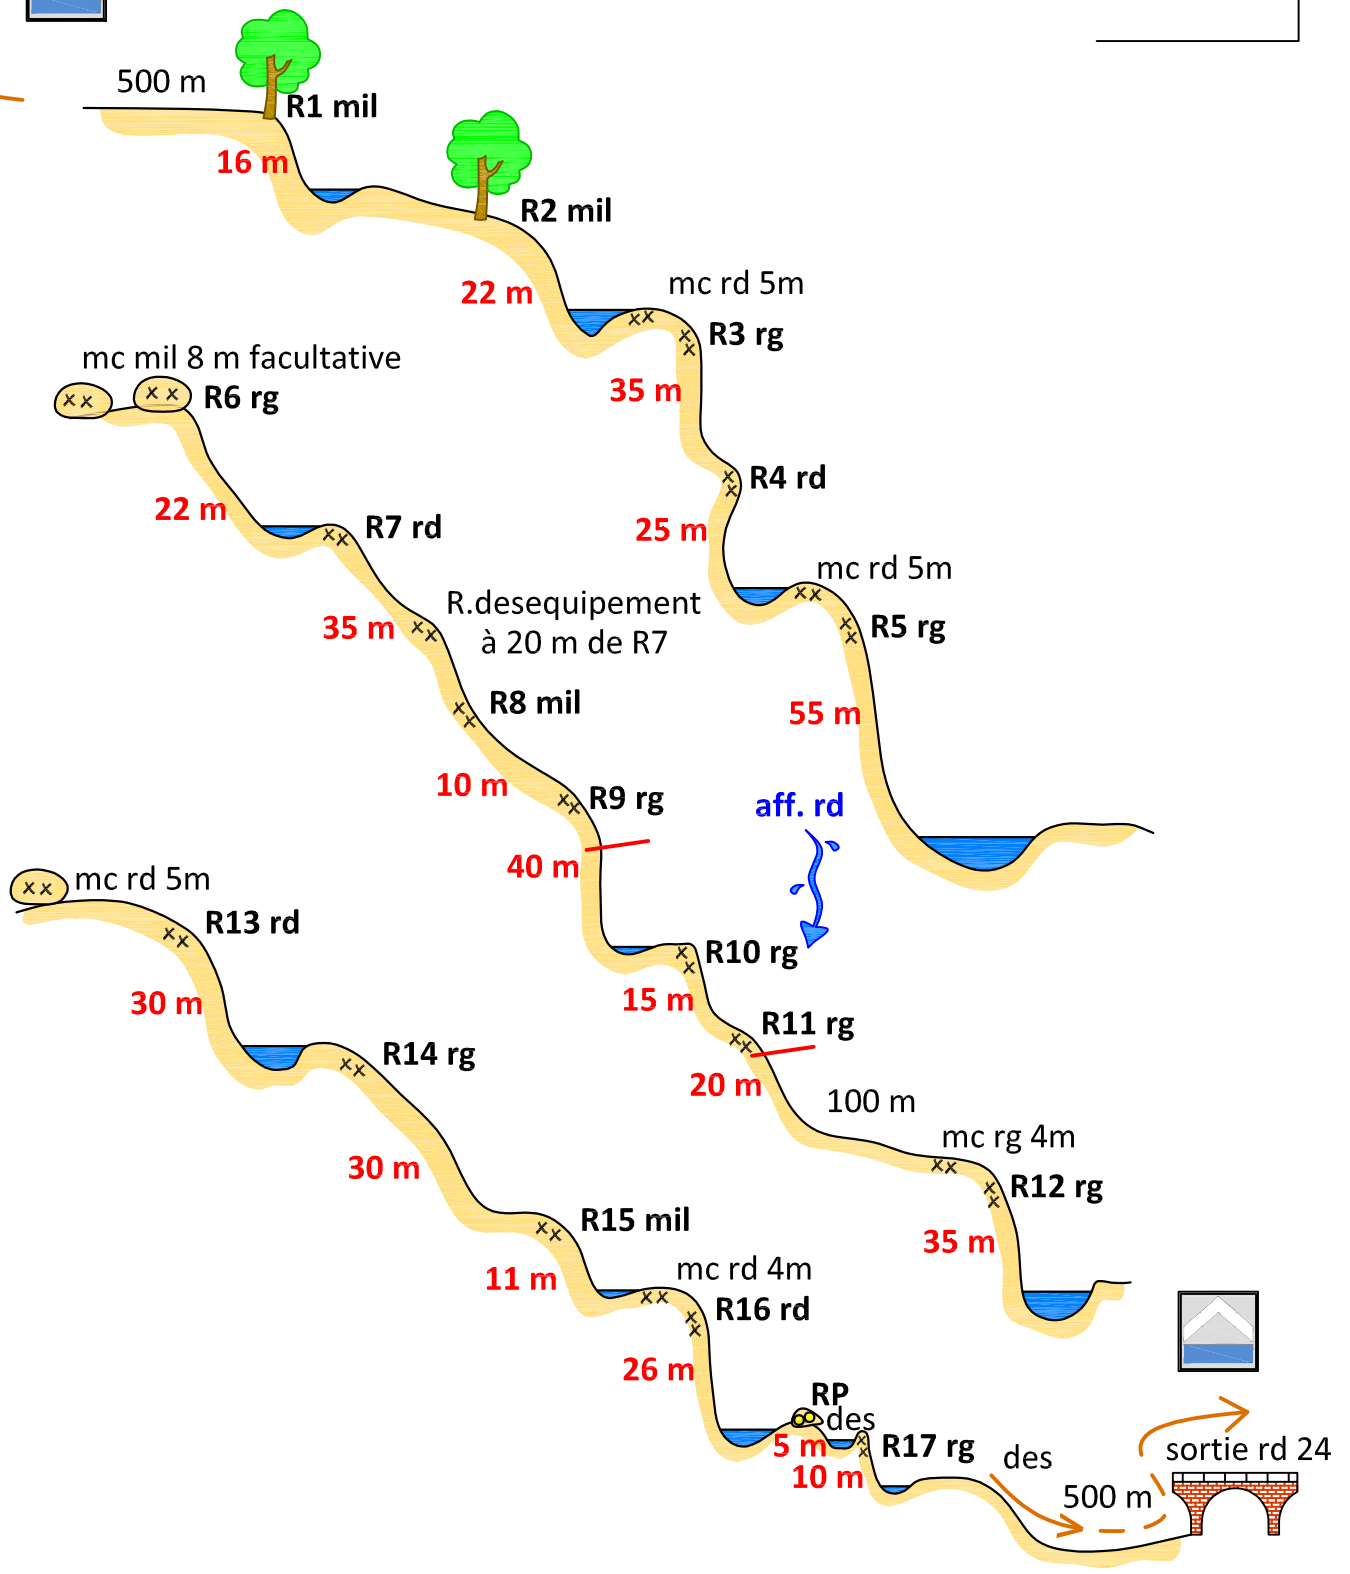 500 m
R1 mil
16 m
R2 mil
22 m
mc rd 5m
R3 rg
35 m
R4 rd
25 m
mc rd 5m
R5 rg
55 m
mc mil 8 m facultative
R6 rg
22 m
R7 rd
35 m
R.desequipement
à 20 m de R7
R8 mil
10 m
R9 rg
40 m
aff. rd
R10 rg
15 m
R11 rg
20 m
100 m
mc rg 4m
R12 rg
35 m
mc rd 5m
R13 rd
30 m
R14 rg
30 m
R15 mil
11 m
mc rd 4m
R16 rd
26 m
RP
des
5 m
R17 rg
10 m
des
500 m
sortie rd 24